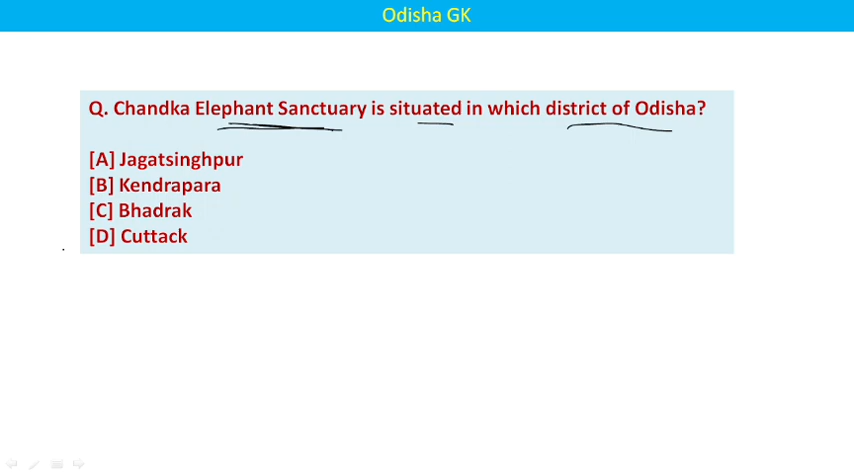 Odisha GK
Q. Chandka Elephant Sanctuary is situated in which district of Odisha?
[A] Jagatsinghpur
[B] Kendrapara
[C] Bhadrak
[D] Cuttack